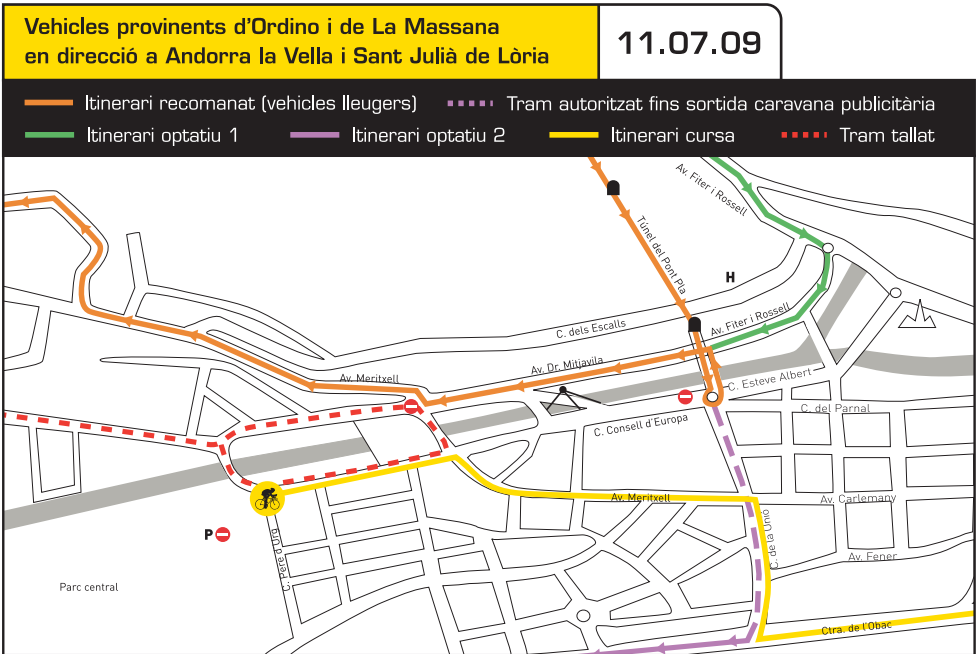 Vehicles provinents d'Ordino i de La Massana
en direcció a Andorra la Vella i Sant Julià de Lòria
11.07.09
Itinerari recomanat (vehicles lleugers)
Tram autoritzat fins sortida caravana publicitària
Itinerari optatiu 1
Itinerari optatiu 2
Itinerari cursa
Tram tallat
Av. Fiter i Rossell
Túnel del Pont Pla
H
C. dels Escalls
Av. Fiter i Rossell
Av. Dr. Mitjavila
Av. Meritxell
C. Esteve Albert
C. del Parnal
C. Consell d'Europa
Av. Meritxell
Av. Carlemany
C. de la Unió
P
C. Pere d'Urg
Av. Fener
Parc central
Ctra. de l'Obac